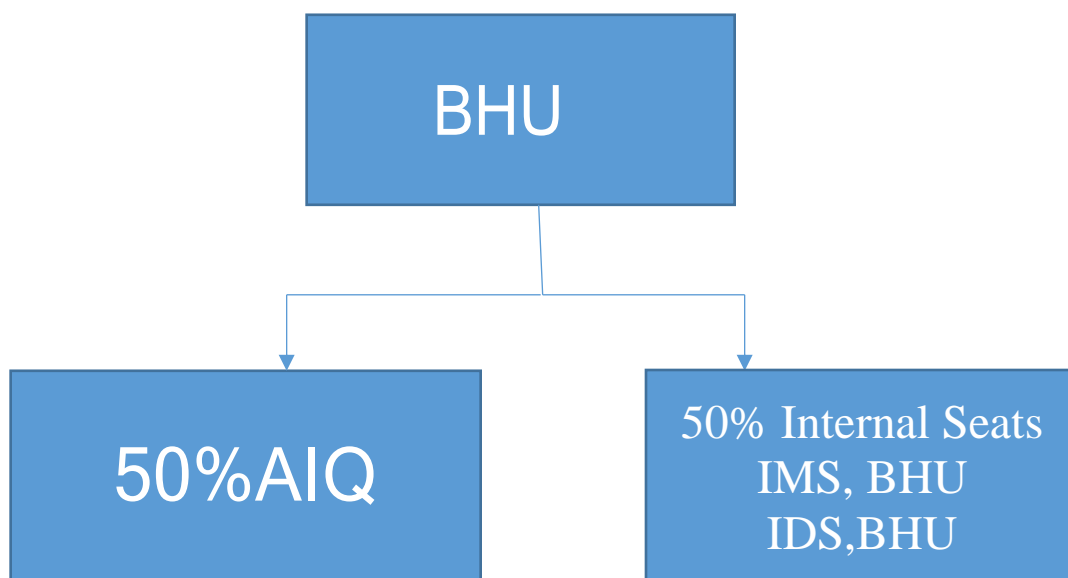 BHU
50%AIQ
50% Internal Seats
IMS, BHU
IDS,BHU